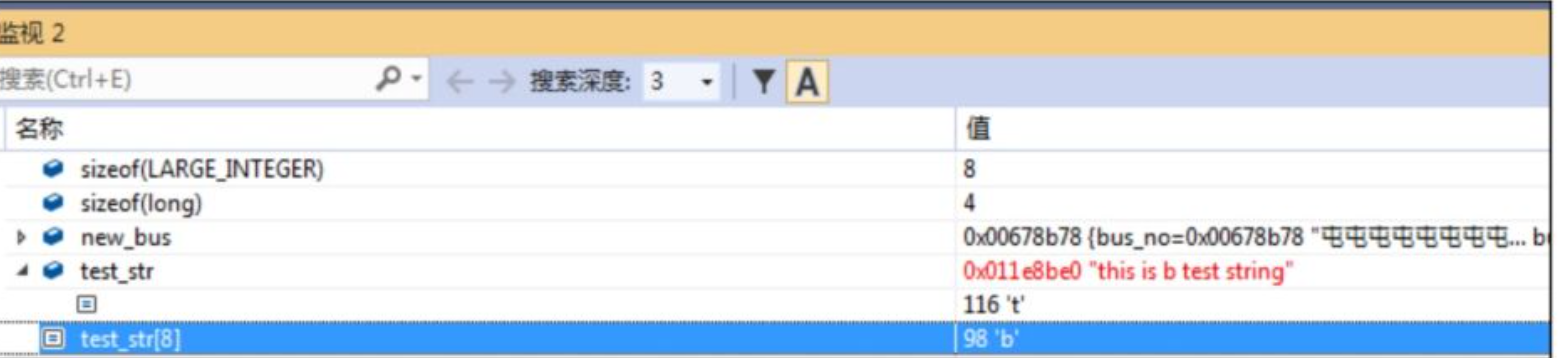 监视 2
搜索(Ctrl+E) 搜索深度: 3 A
名称 值
sizeof(LARGE_INTEGER) 8
sizeof(long) 4
new_bus 0x00678b78 {bus_no=0x00678b78 "屯屯屯屯屯屯屯屯... b
test_str 0x011e8be0 "this is b test string"
116 't'
test_str[8] 98 'b'